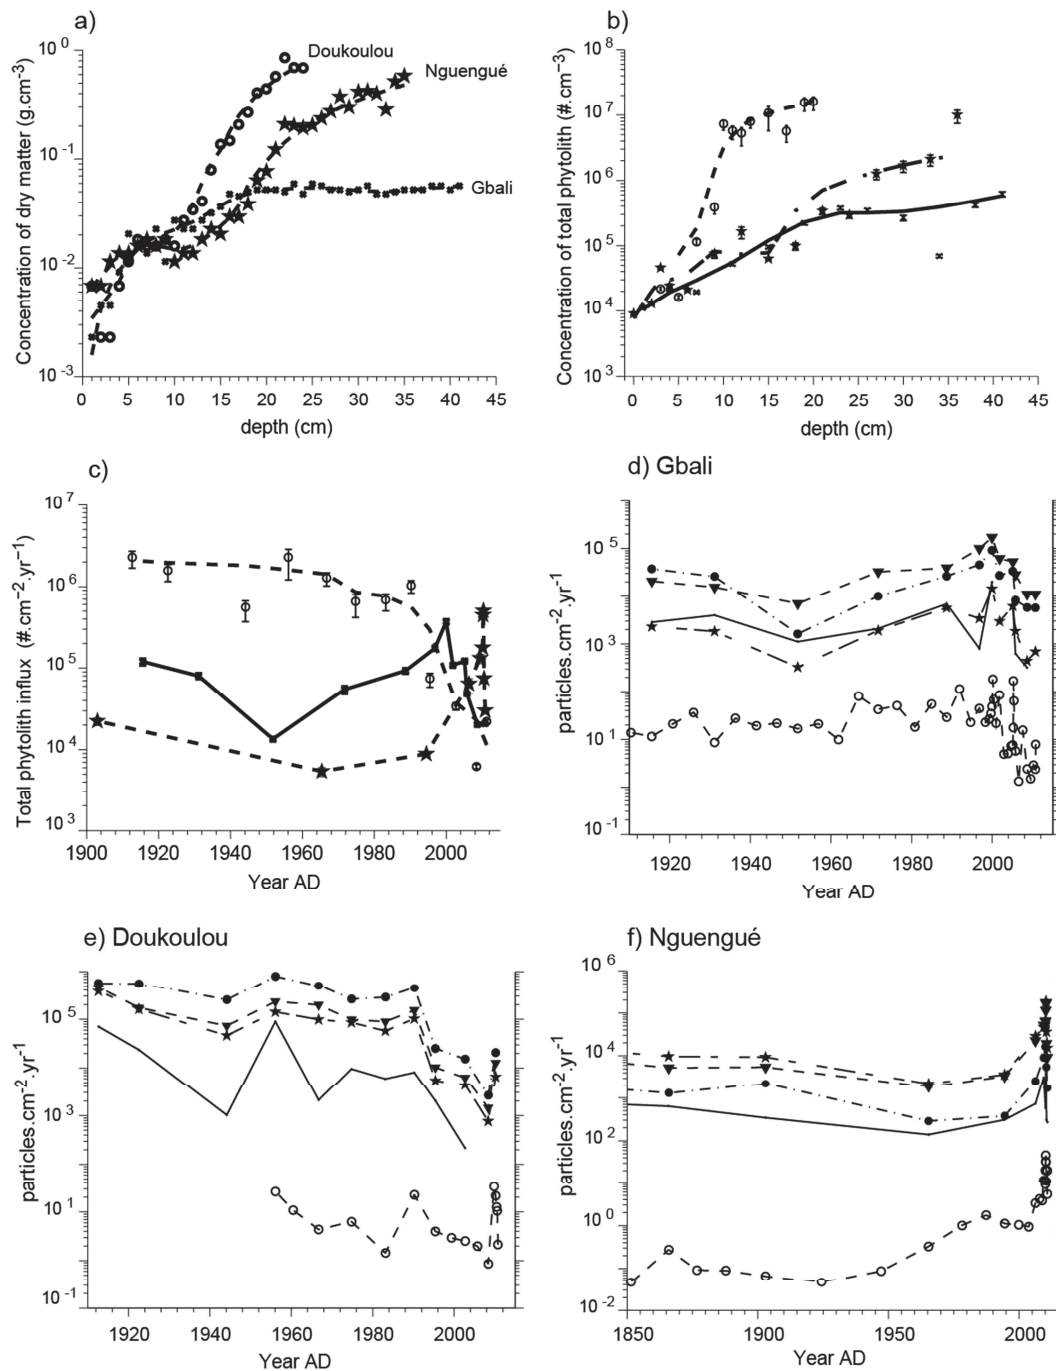 a)
Concentration of dry matter (g.cm⁻³)
10⁰
10⁻¹
10⁻²
10⁻³
Doukoulou
Nguengué
Gbali
0 5 10 15 20 25 30 35 40 45
depth (cm)
b)
Concentration of total phytolith (#.cm⁻³)
10⁸
10⁷
10⁶
10⁵
10⁴
10³
0 5 10 15 20 25 30 35 40 45
depth (cm)
c)
Total phytolith influx (#.cm⁻².yr⁻¹)
10⁷
10⁶
10⁵
10⁴
10³
1900 1920 1940 1960 1980 2000
Year AD
d) Gbali
particles.cm⁻².yr⁻¹
10⁵
10³
10¹
10⁻¹
1920 1940 1960 1980 2000
Year AD
e) Doukoulou
particles.cm⁻².yr⁻¹
10⁵
10³
10¹
10⁻¹
1920 1940 1960 1980 2000
Year AD
f) Nguengué
particles.cm⁻².yr⁻¹
10⁶
10⁴
10²
10⁰
10⁻²
1850 1900 1950 2000
Year AD